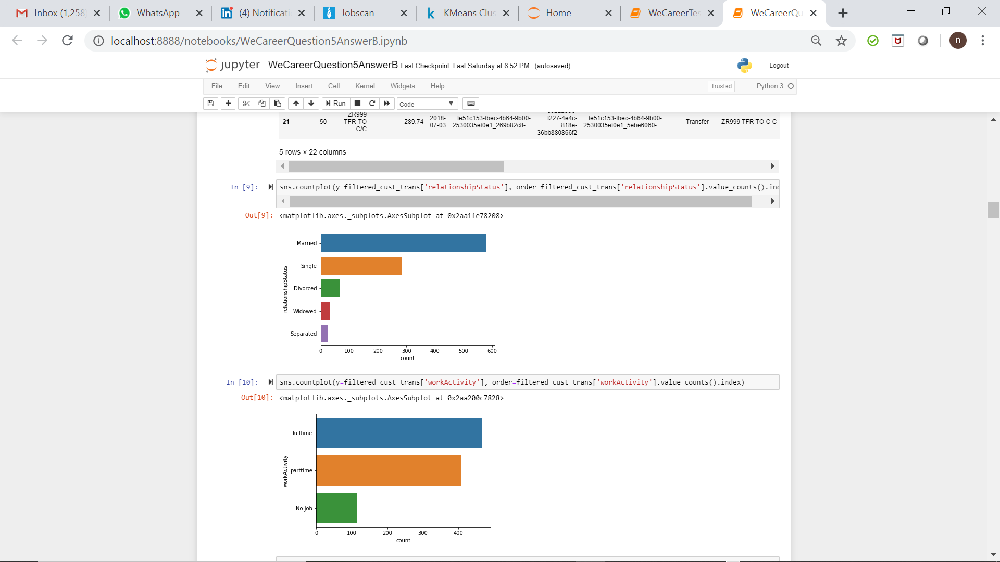 Inbox (1,258
WhatsApp
(4) Notificati
Jobscan
KMeans Clus
Home
WeCareerTes
WeCareerQu
localhost:8888/notebooks/WeCareerQuestion5AnswerB.ipynb
n
jupyter WeCareerQuestion5AnswerB Last Checkpoint: Last Saturday at 8:52 PM (autosaved)
Logout
File Edit View Insert Cell Kernel Widgets Help
Trusted
Python 3
Run
Code
21 50 ZR999 TFR-TO C/C 289.74 2018-07-03 fe51c153-fbec-4b64-9b00-2530035ef0e1_269b82c8-... f227-4e4c-818e-36bb880866f2 fe51c153-fbec-4b64-9b00-2530035ef0e1_5ebe6060-... Transfer ZR999 TFR TO C C
5 rows × 22 columns
In [9]: sns.countplot(y=filtered_cust_trans['relationshipStatus'], order=filtered_cust_trans['relationshipStatus'].value_counts().ind
Out[9]: <matplotlib.axes._subplots.AxesSubplot at 0x2aa1fe78208>
relationshipStatus
Married
Single
Divorced
Widowed
Separated
0 100 200 300 400 500 600
count
In [10]: sns.countplot(y=filtered_cust_trans['workActivity'], order=filtered_cust_trans['workActivity'].value_counts().index)
Out[10]: <matplotlib.axes._subplots.AxesSubplot at 0x2aa200c7828>
workActivity
fulltime
parttime
No Job
0 100 200 300 400
count